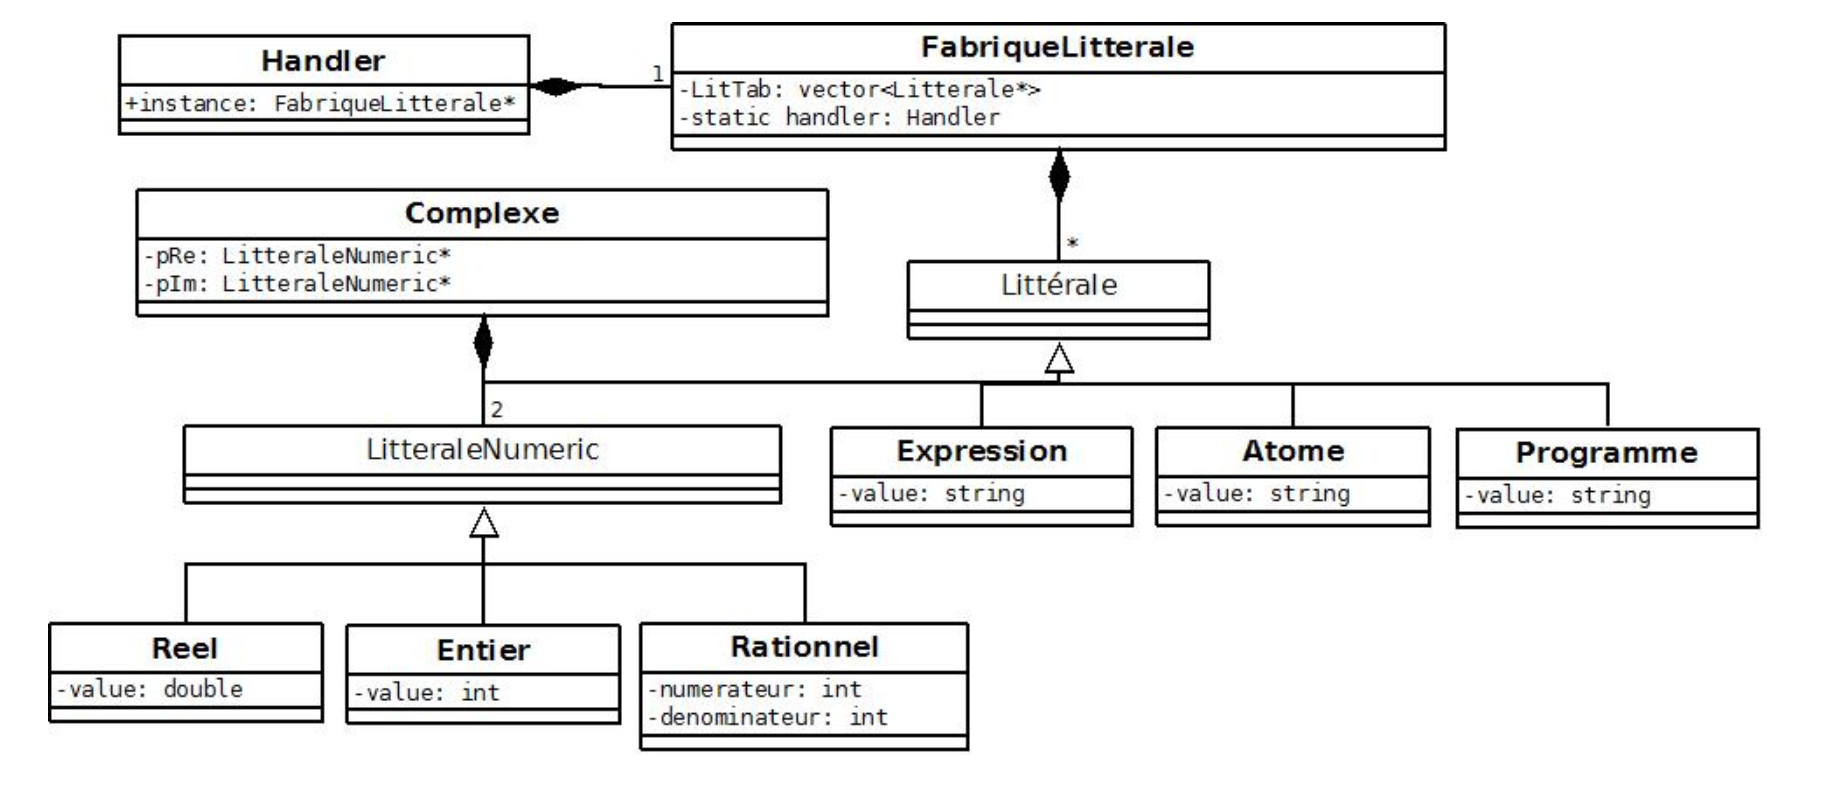 Handler
+instance: FabriqueLitterale*
1
FabriqueLitterale
-LitTab: vector<Litterale*>
-static handler: Handler
Complexe
-pRe: LitteraleNumeric*
-pIm: LitteraleNumeric*
*
Littérale
2
LitteraleNumeric
Expression
-value: string
Atome
-value: string
Programme
-value: string
Reel
-value: double
Entier
-value: int
Rationnel
-numerateur: int
-denominateur: int